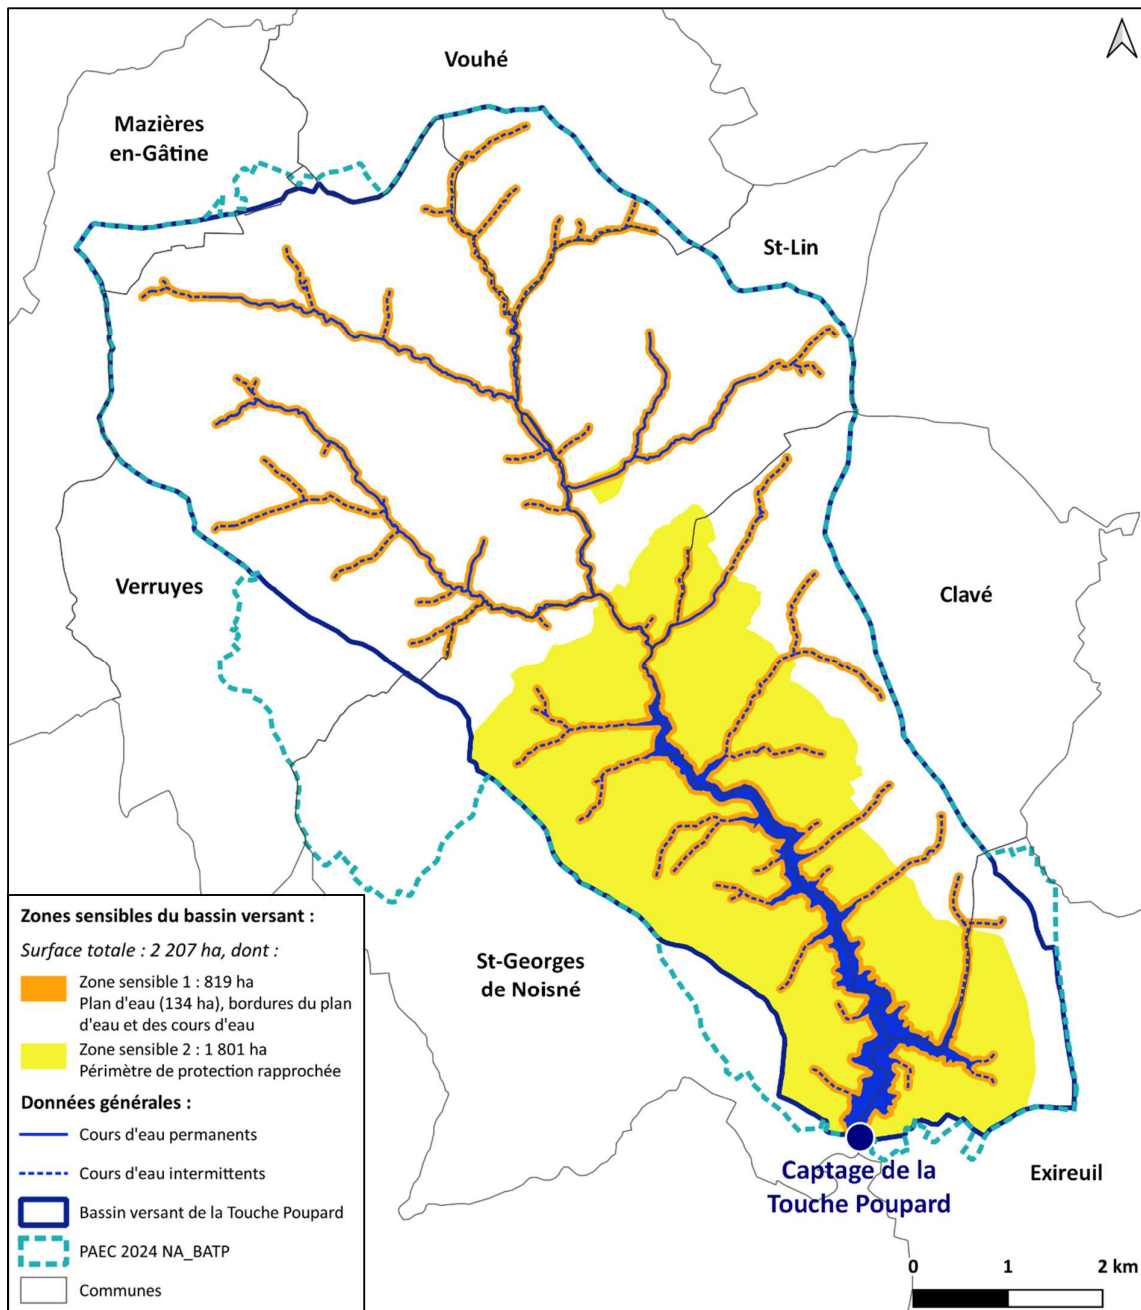 Vouhé
Mazières
en-Gâtine
St-Lin
Verruyes
Clavé
St-Georges
de Noisné
Captage de la
Touche Poupard
Exireuil
0 1 2 km
Zones sensibles du bassin versant :
Surface totale : 2 207 ha, dont :
Zone sensible 1 : 819 ha
Plan d'eau (134 ha), bordures du plan
d'eau et des cours d'eau
Zone sensible 2 : 1 801 ha
Périmètre de protection rapprochée
Données générales :
Cours d'eau permanents
Cours d'eau intermittents
Bassin versant de la Touche Poupard
PAEC 2024 NA_BATP
Communes